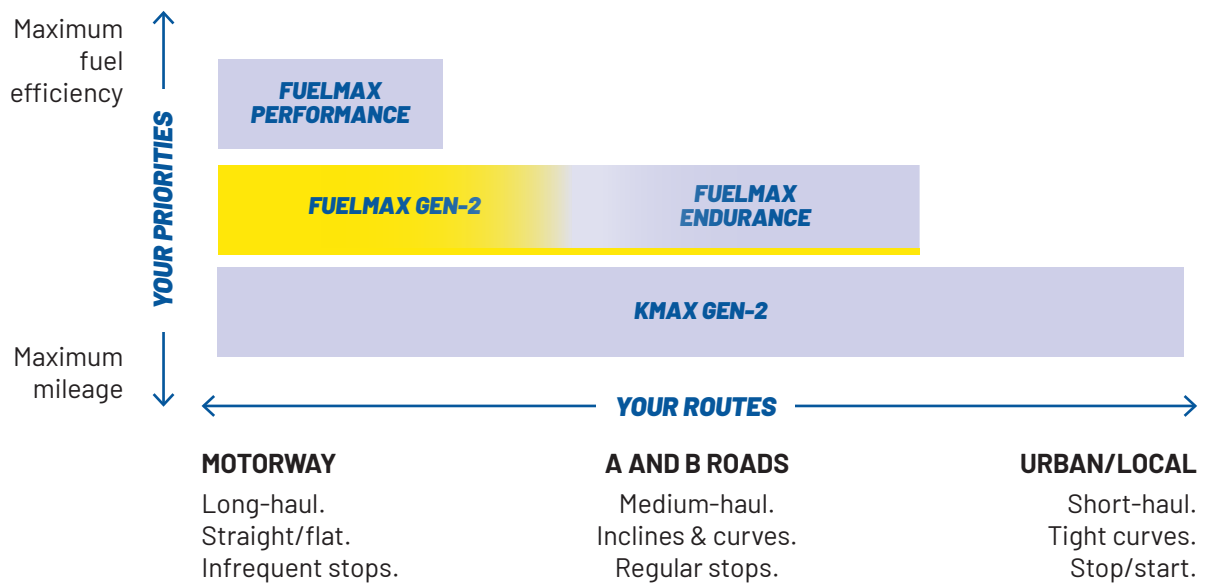 Maximum
fuel
efficiency
YOUR PRIORITIES
Maximum
mileage
FUELMAX
PERFORMANCE
FUELMAX GEN-2
FUELMAX
ENDURANCE
KMAX GEN-2
YOUR ROUTES
MOTORWAY
Long-haul.
Straight/flat.
Infrequent stops.
A AND B ROADS
Medium-haul.
Inclines & curves.
Regular stops.
URBAN/LOCAL
Short-haul.
Tight curves.
Stop/start.